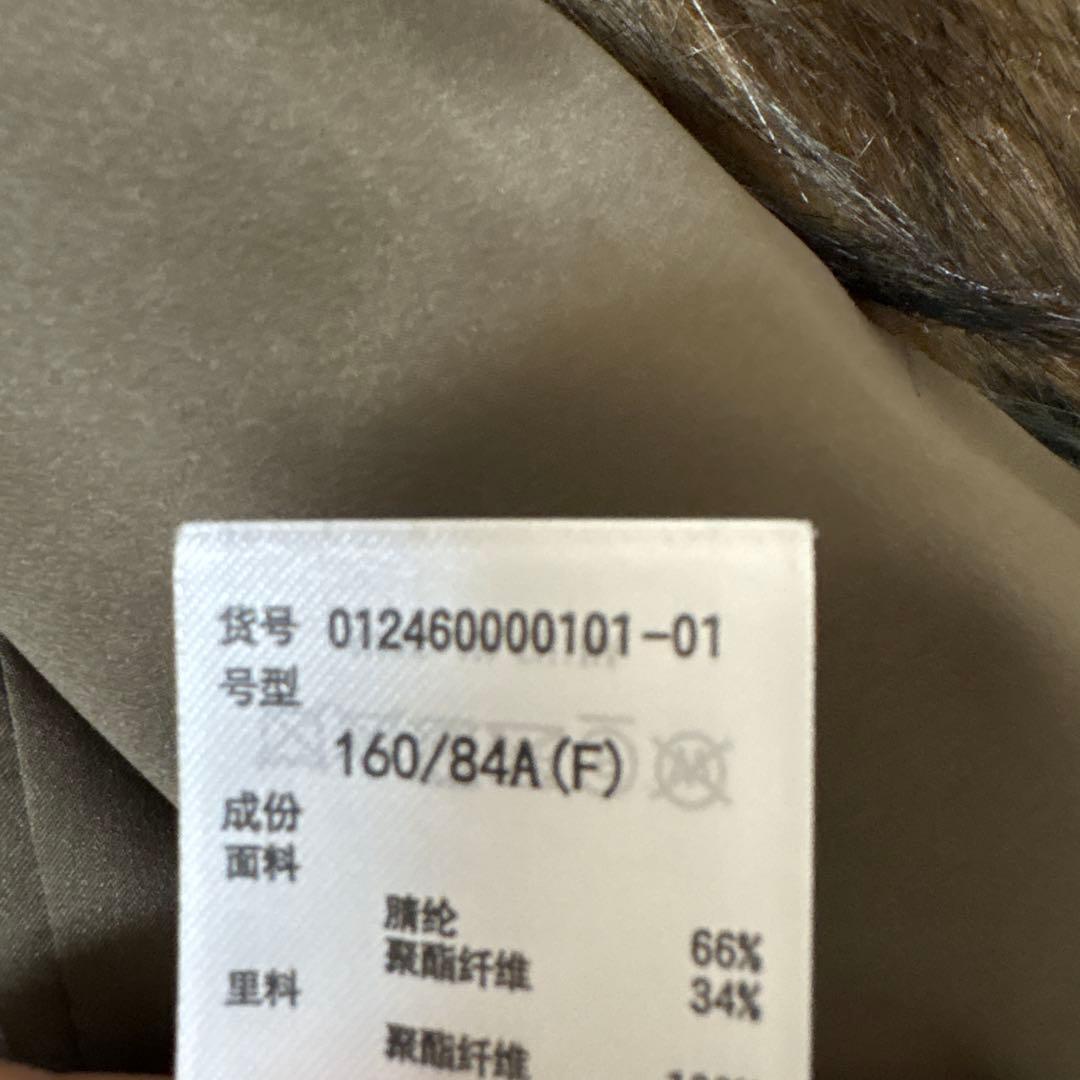 货号 012460000101-01
号型
160/84A(F)
成份
面料
腈纶 66%
聚酯纤维 34%
里料
聚酯纤维